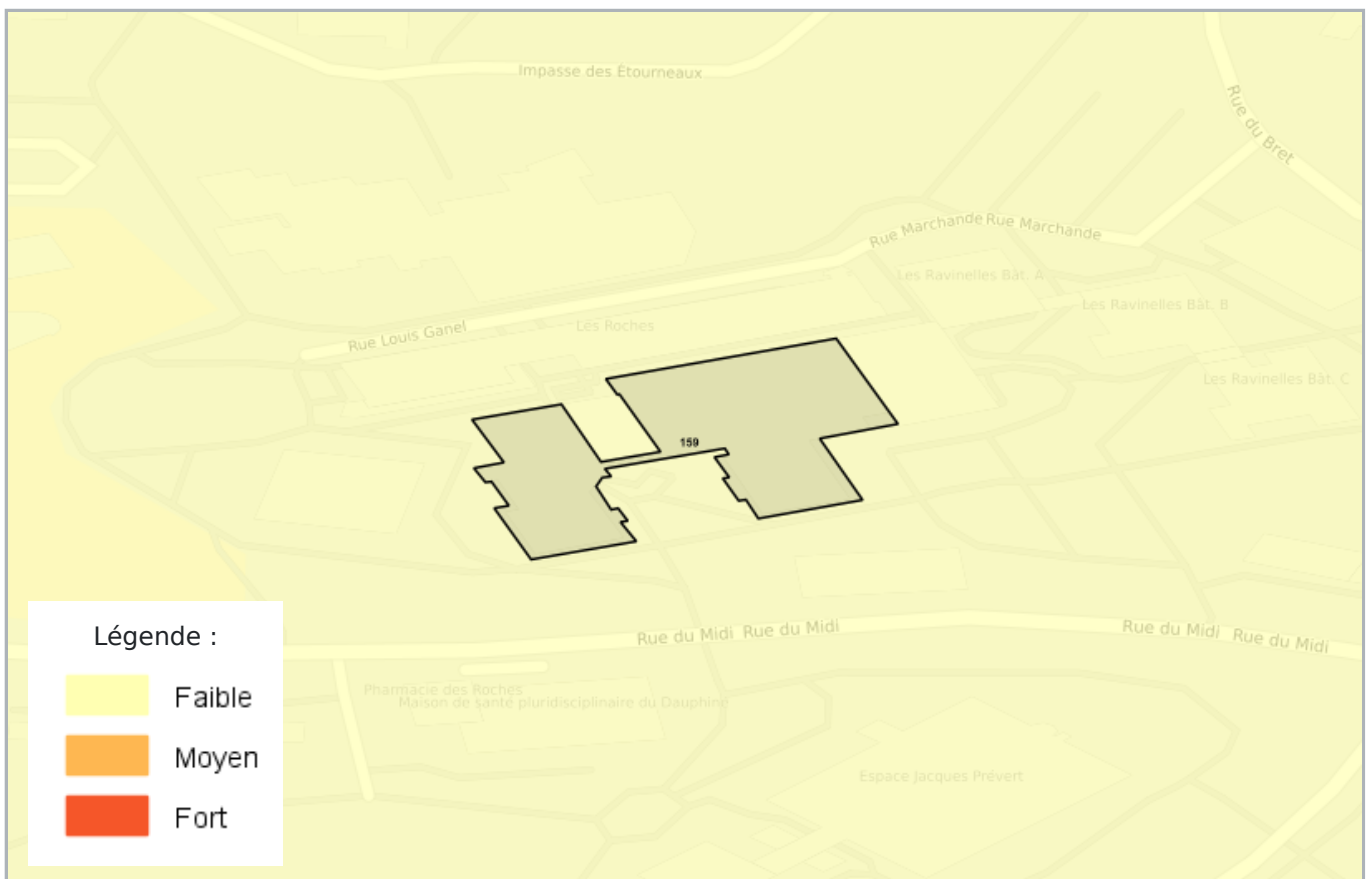 Impasse des Étourneaux
Rue du Bret
Rue Marchande Rue Marchande
Les Ravinelles Bât. A
Les Ravinelles Bât. B
Les Roches
Rue Louis Ganel
Les Ravinelles Bât. C
159
Rue du Midi Rue du Midi
Rue du Midi Rue du Midi
Légende :
Faible
Moyen
Fort
Pharmacie des Roches
Maison de santé pluridisciplinaire du Dauphiné
Espace Jacques Prévert